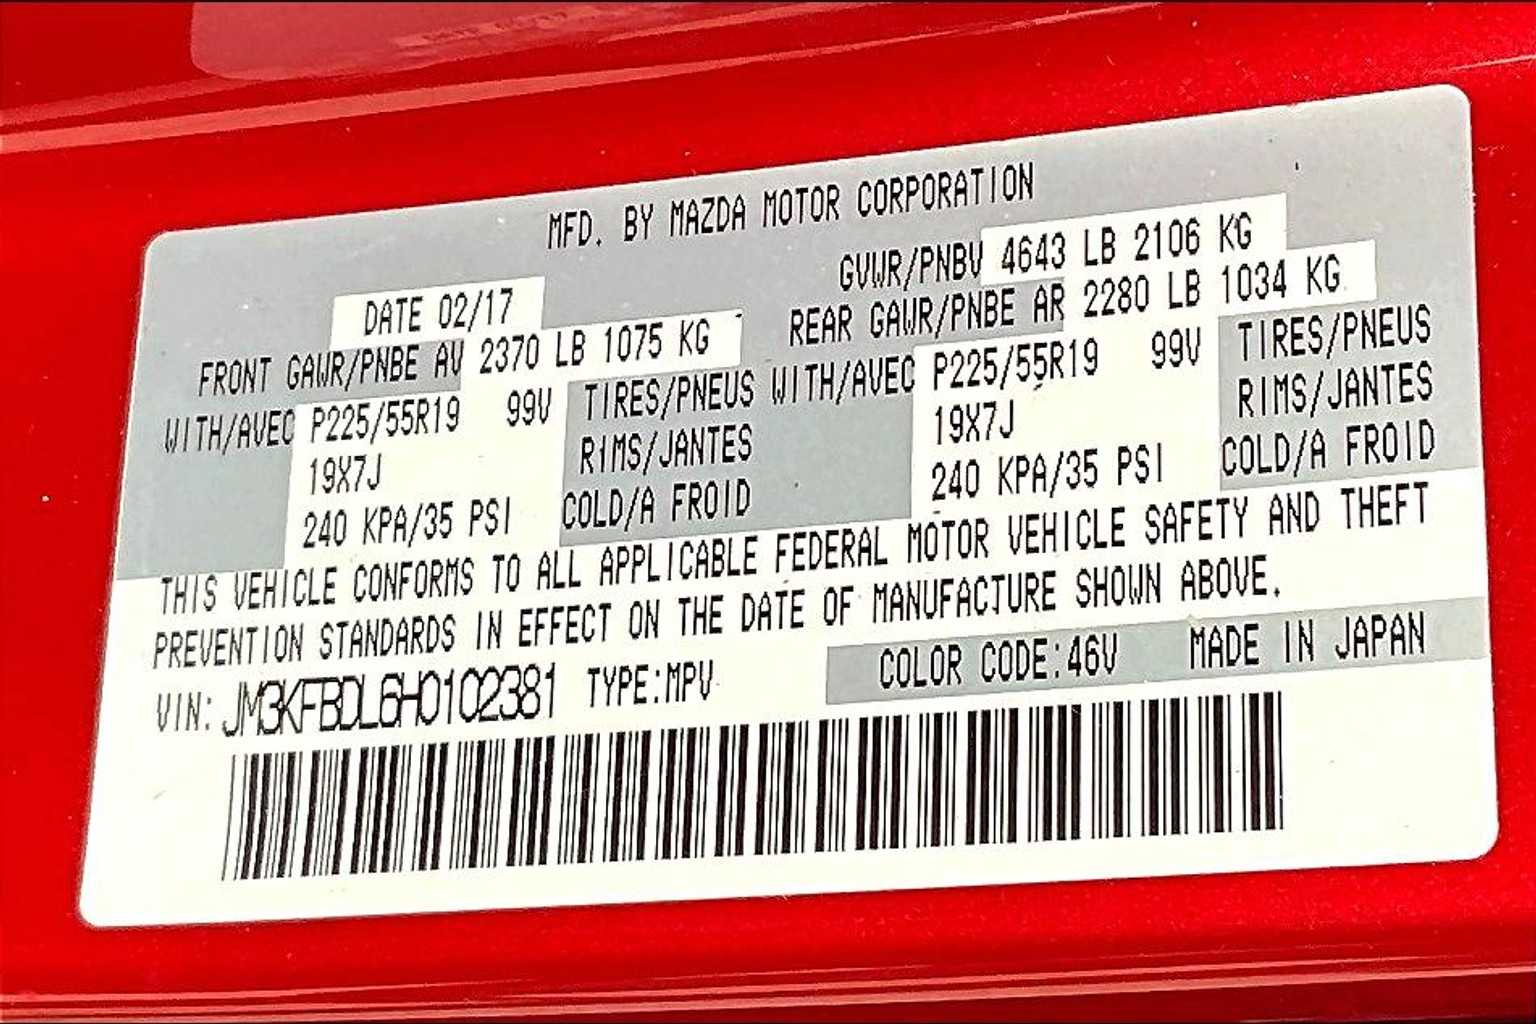 MFD. BY MAZDA MOTOR CORPORATION
DATE 02/17 GVWR/PNBV 4643 LB 2106 KG
FRONT GAWR/PNBE AV 2370 LB 1075 KG REAR GAWR/PNBE AR 2280 LB 1034 KG
WITH/AVEC P225/55R19 99V TIRES/PNEUS WITH/AVEC P225/55R19 99V TIRES/PNEUS
19X7J RIMS/JANTES 19X7J RIMS/JANTES
240 KPA/35 PSI COLD/A FROID 240 KPA/35 PSI COLD/A FROID
THIS VEHICLE CONFORMS TO ALL APPLICABLE FEDERAL MOTOR VEHICLE SAFETY AND THEFT
PREVENTION STANDARDS IN EFFECT ON THE DATE OF MANUFACTURE SHOWN ABOVE.
VIN: JM3KFBDL6H0102381 TYPE:MPV COLOR CODE:46V MADE IN JAPAN